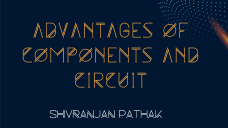 ADVANTAGES OF
COMPONENTS AND
CIRCUIT
SHIVRANJAN PATHAK